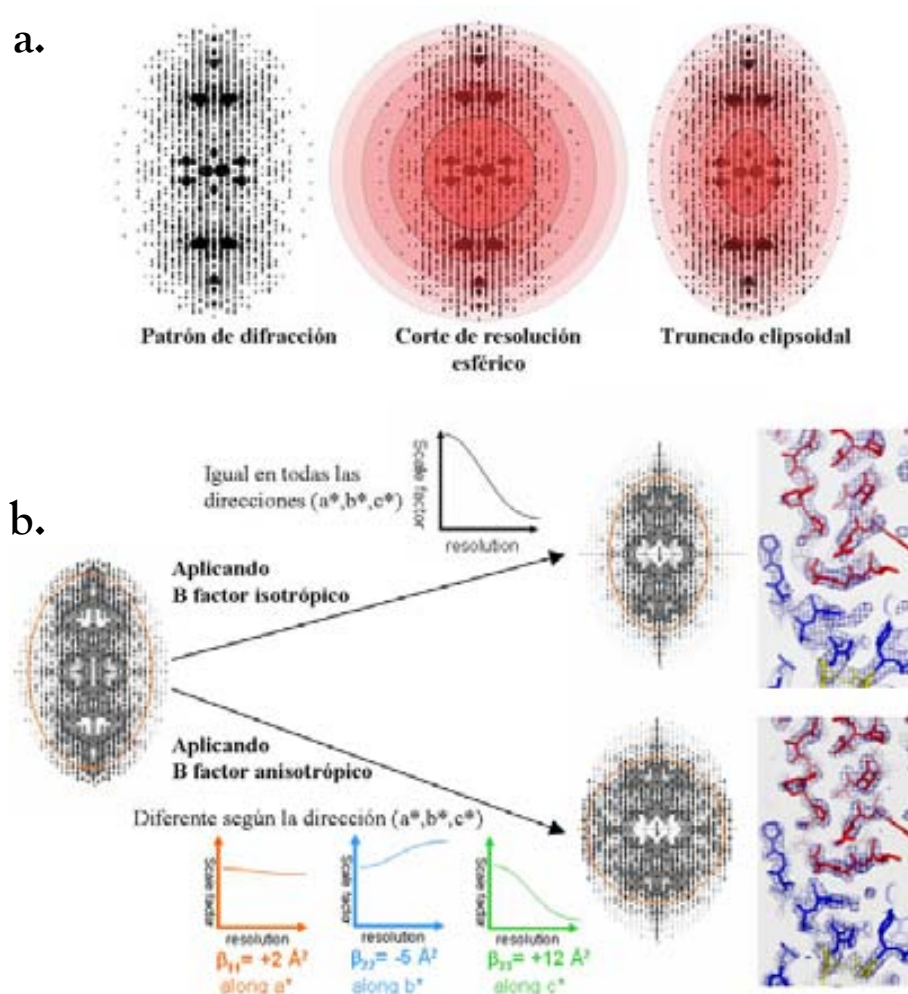 a.
Patrón de difracción
Corte de resolución
esférico
Truncado elipsoidal
b.
Igual en todas las
direcciones (a*,b*,c*)
Scale
factor
resolution
Aplicando
B factor isotrópico
Aplicando
B factor anisotrópico
Diferente según la dirección (a*,b*,c*)
Scale
factor
resolution
β11= +2 Å²
along a*
Scale
factor
resolution
β22= -5 Å²
along b*
Scale
factor
resolution
β33= +12 Å²
along c*